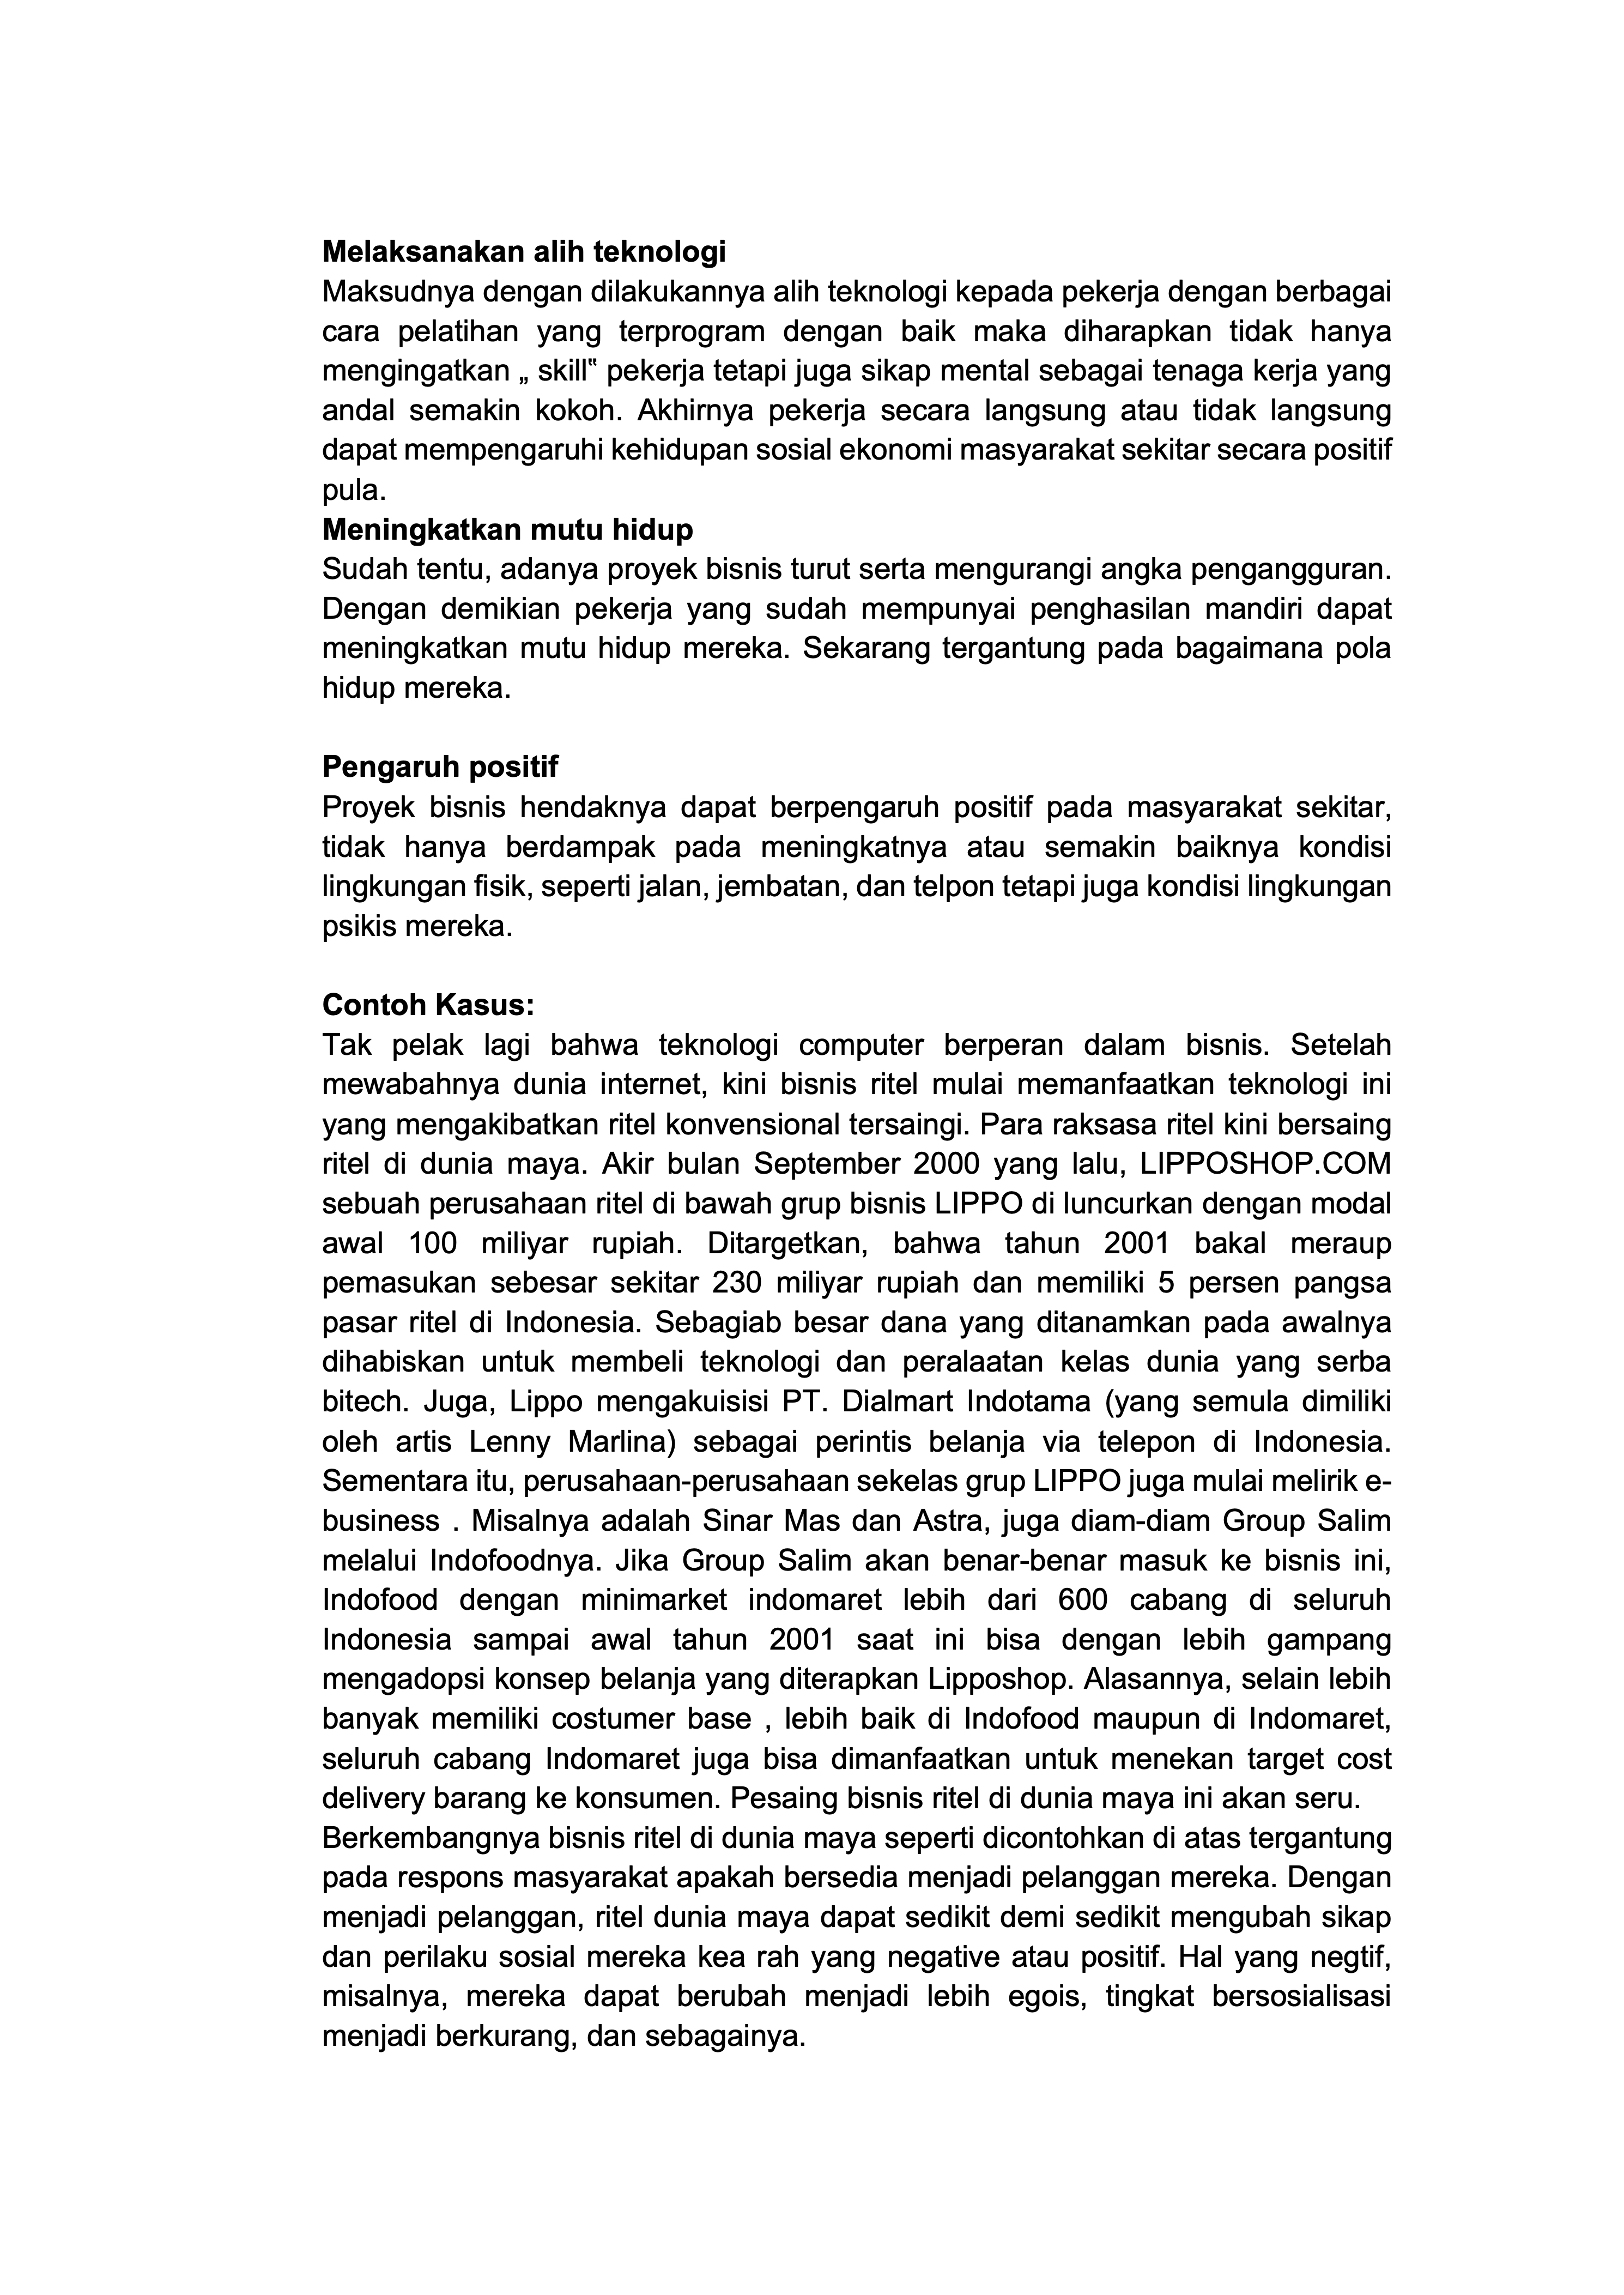 Melaksanakan alih teknologi
Maksudnya dengan dilakukannya alih teknologi kepada pekerja dengan berbagai
cara pelatihan yang terprogram dengan baik maka diharapkan tidak hanya
mengingatkan „ skill‟ pekerja tetapi juga sikap mental sebagai tenaga kerja yang
andal semakin kokoh. Akhirnya pekerja secara langsung atau tidak langsung
dapat mempengaruhi kehidupan sosial ekonomi masyarakat sekitar secara positif
pula.
Meningkatkan mutu hidup
Sudah tentu, adanya proyek bisnis turut serta mengurangi angka pengangguran.
Dengan demikian pekerja yang sudah mempunyai penghasilan mandiri dapat
meningkatkan mutu hidup mereka. Sekarang tergantung pada bagaimana pola
hidup mereka.
Pengaruh positif
Proyek bisnis hendaknya dapat berpengaruh positif pada masyarakat sekitar,
tidak hanya berdampak pada meningkatnya atau semakin baiknya kondisi
lingkungan fisik, seperti jalan, jembatan, dan telpon tetapi juga kondisi lingkungan
psikis mereka.
Contoh Kasus:
Tak pelak lagi bahwa teknologi computer berperan dalam bisnis. Setelah
mewabahnya dunia internet, kini bisnis ritel mulai memanfaatkan teknologi ini
yang mengakibatkan ritel konvensional tersaingi. Para raksasa ritel kini bersaing
ritel di dunia maya. Akir bulan September 2000 yang lalu, LIPPOSHOP.COM
sebuah perusahaan ritel di bawah grup bisnis LIPPO di luncurkan dengan modal
awal 100 miliyar rupiah. Ditargetkan, bahwa tahun 2001 bakal meraup
pemasukan sebesar sekitar 230 miliyar rupiah dan memiliki 5 persen pangsa
pasar ritel di Indonesia. Sebagiab besar dana yang ditanamkan pada awalnya
dihabiskan untuk membeli teknologi dan peralaatan kelas dunia yang serba
bitech. Juga, Lippo mengakuisisi PT. Dialmart Indotama (yang semula dimiliki
oleh artis Lenny Marlina) sebagai perintis belanja via telepon di Indonesia.
Sementara itu, perusahaan-perusahaan sekelas grup LIPPO juga mulai melirik e-
business . Misalnya adalah Sinar Mas dan Astra, juga diam-diam Group Salim
melalui Indofoodnya. Jika Group Salim akan benar-benar masuk ke bisnis ini,
Indofood dengan minimarket indomaret lebih dari 600 cabang di seluruh
Indonesia sampai awal tahun 2001 saat ini bisa dengan lebih gampang
mengadopsi konsep belanja yang diterapkan Lipposhop. Alasannya, selain lebih
banyak memiliki costumer base , lebih baik di Indofood maupun di Indomaret,
seluruh cabang Indomaret juga bisa dimanfaatkan untuk menekan target cost
delivery barang ke konsumen. Pesaing bisnis ritel di dunia maya ini akan seru.
Berkembangnya bisnis ritel di dunia maya seperti dicontohkan di atas tergantung
pada respons masyarakat apakah bersedia menjadi pelanggan mereka. Dengan
menjadi pelanggan, ritel dunia maya dapat sedikit demi sedikit mengubah sikap
dan perilaku sosial mereka kea rah yang negative atau positif. Hal yang negtif,
misalnya, mereka dapat berubah menjadi lebih egois, tingkat bersosialisasi
menjadi berkurang, dan sebagainya.